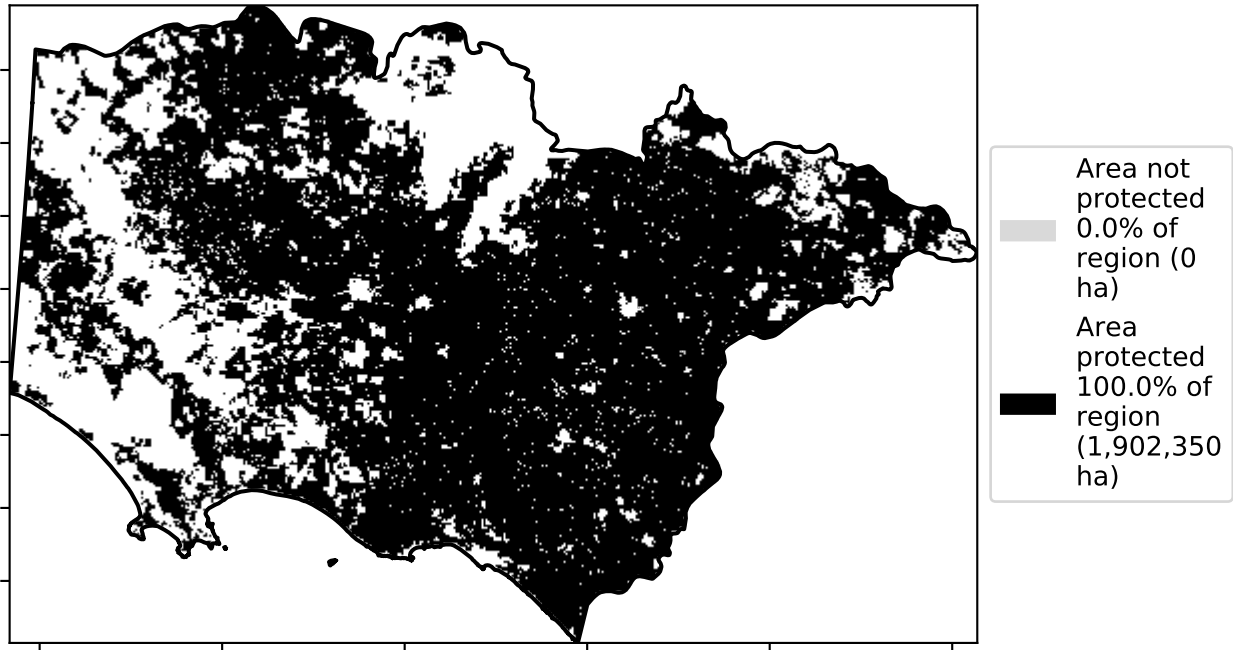 Area not
protected
0.0% of
region (0
ha)
Area
protected
100.0% of
region
(1,902,350
ha)